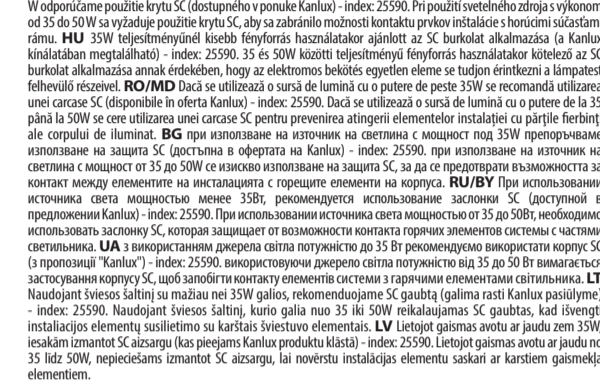 W odporúčame použitie krytu SC (dostupného v ponuke Kanlux) - index: 25590. Pri použití svetelného zdroja s výkonom
od 35 do 50 W sa vyžaduje použitie krytu SC, aby sa zabránilo možnosti kontaktu prvkov inštalácie s horúcimi súčasťam
rámu. HU 35W teljesítményűnél kisebb fényforrás használatakor ajánlott az SC burkolat alkalmazása (a Kanlux
kínálatában megtalálható) - index: 25590. 35 és 50W közötti teljesítményű fényforrás használatakor kötelező az SC
burkolat alkalmazása annak érdekében, hogy az elektromos bekötés egyetlen eleme se tudjon érintkezni a lámpatest
felhevülő részeivel. RO/MD Dacă se utilizează o sursă de lumină cu o putere de peste 35W se recomandă utilizarea
unei carcase SC (disponibile în oferta Kanlux) - index: 25590. Dacă se utilizează o sursă de lumină cu o putere de la 35
până la 50W se cere utilizarea unei carcase SC pentru prevenirea atingerii elementelor instalației cu părțile fierbinț
ale corpului de iluminat. BG при използване на източник на светлина с мощност под 35W препоръчваме
използване на защита SC (достъпна в офертата на Kanlux) - index: 25590. при използване на източник на
светлина с мощност от 35 до 50W се изискво използване на защита SC, за да се предотврати възможността за
контакт между елементите на инсталацията с горещите елементи на корпуса. RU/BY При использовании
источника света мощностью менее 35Вт, рекомендуется использование заслонки SC (доступной в
предложении Kanlux) - index: 25590. При использовании источника света мощностью от 35 до 50Вт, необходимо
использовать заслонку SC, которая защищает от возможности контакта горячих элементов системы с частями
светильника. UA з використанням джерела світла потужністю до 35 Вт рекомендуємо використати корпус SC
(з пропозиції "Kanlux") - index: 25590. використовуючи джерело світла потужністю від 35 до 50 Вт вимагається
застосування корпусу SC, щоб запобігти контакту елементів системи з гарячими елементами світильника. LT
Naudojant šviesos šaltinį su mažiau nei 35W galios, rekomenduojame SC gaubtą (galima rasti Kanlux pasiūlyme)
- index: 25590. Naudojant šviesos šaltinį, kurio galia nuo 35 iki 50W reikalaujamas SC gaubtas, kad išvengti
instaliacijos elementų susilietimo su karštais šviestuvo elementais. LV Lietojot gaismas avotu ar jaudu zem 35W,
iesakām izmantot SC aizsargu (kas pieejams Kanlux produktu klāstā) - index: 25590. Lietojot gaismas avotu ar jaudu no
35 līdz 50W, nepieciešams izmantot SC aizsargu, lai novērstu instalācijas elementu saskari ar karstiem gaismekļa
elementiem.